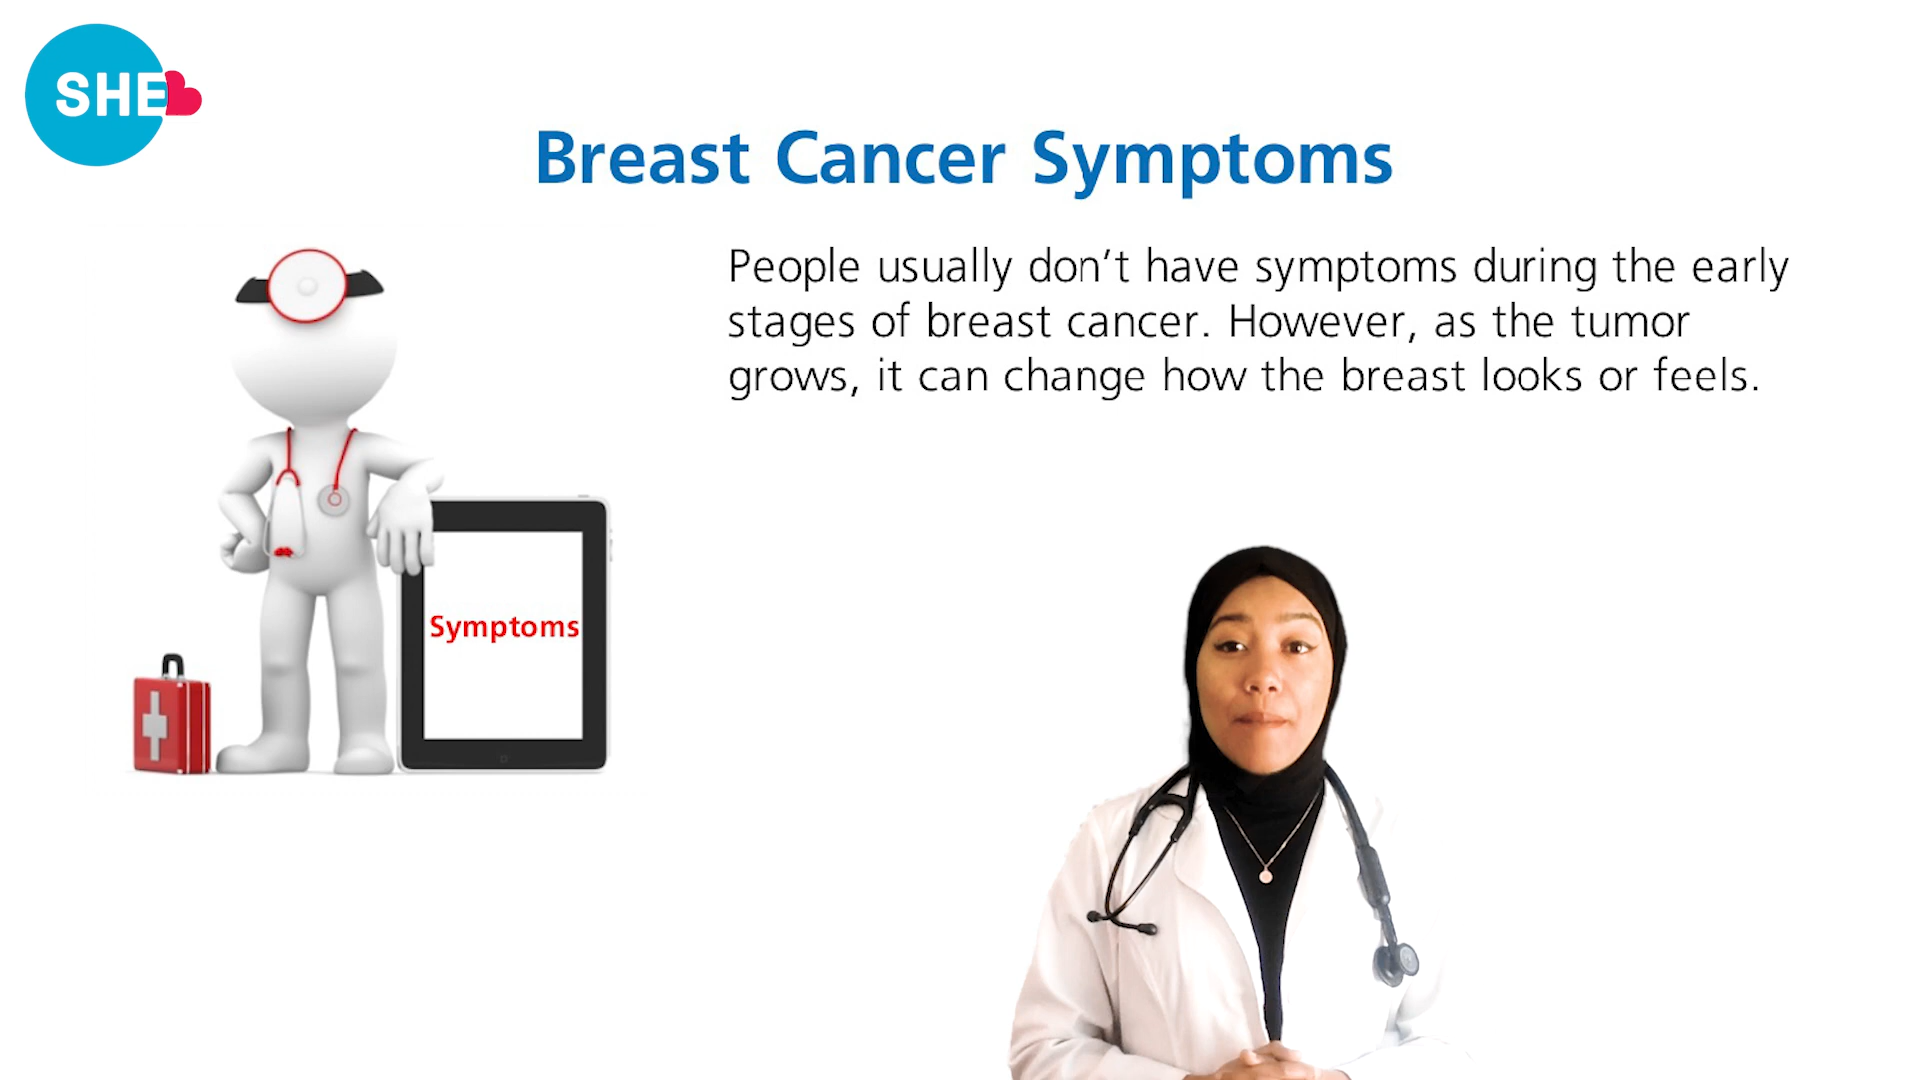 SHE
Breast Cancer Symptoms
People usually don’t have symptoms during the early
stages of breast cancer. However, as the tumor
grows, it can change how the breast looks or feels.
Symptoms